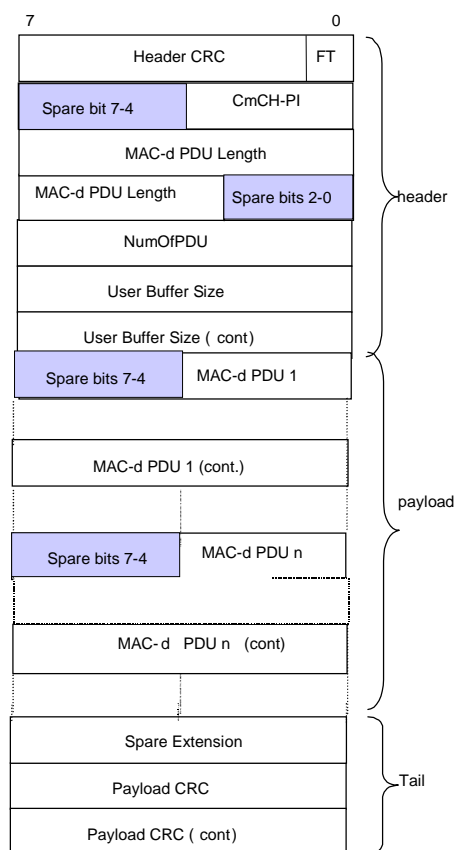 7 0
Header CRC FT
Spare bit 7-4 CmCH-PI
MAC-d PDU Length
MAC-d PDU Length Spare bits 2-0
header
NumOfPDU
User Buffer Size
User Buffer Size ( cont)
Spare bits 7-4 MAC-d PDU 1
MAC-d PDU 1 (cont.)
payload
Spare bits 7-4 MAC-d PDU n
MAC- d PDU n (cont)
Spare Extension
Tail
Payload CRC
Payload CRC ( cont)